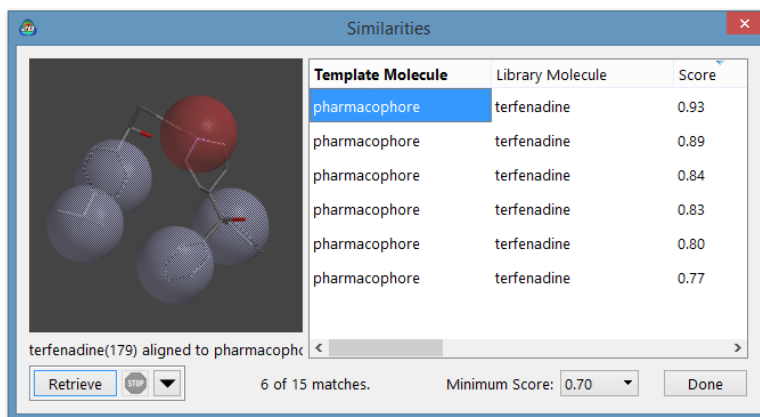 Similarities
Template Molecule Library Molecule Score
pharmacophore terfenadine 0.93
pharmacophore terfenadine 0.89
pharmacophore terfenadine 0.84
pharmacophore terfenadine 0.83
pharmacophore terfenadine 0.80
pharmacophore terfenadine 0.77
terfenadine(179) aligned to pharmacophc
Retrieve STOP 6 of 15 matches. Minimum Score: 0.70 Done